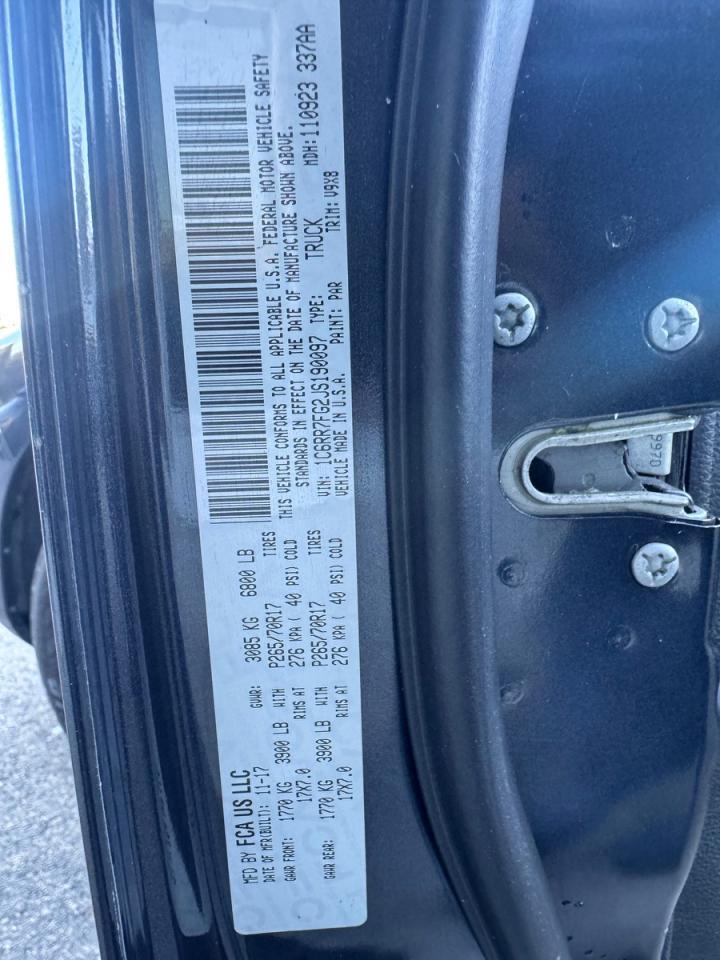 MFD BY FCA US LLC
DATE OF MFR(BUILT): 11-17 GVWR: 3085 KG 6800 LB
GAWR FRONT: 1770 KG 3900 LB WITH P265/70R17 TIRES
17X7.0 RIMS AT 276 KPA ( 40 PSI) COLD
GAWR REAR: 1770 KG 3900 LB WITH P265/70R17 TIRES
17X7.0 RIMS AT 276 KPA ( 40 PSI) COLD
THIS VEHICLE CONFORMS TO ALL APPLICABLE U.S.A. FEDERAL MOTOR VEHICLE SAFETY
STANDARDS IN EFFECT ON THE DATE OF MANUFACTURE SHOWN ABOVE.
VIN: 1C6RR7FG2JS190097 TYPE: TRUCK MDH:110923 337AA
VEHICLE MADE IN U.S.A. PAINT: PAR TRIM: V9X8